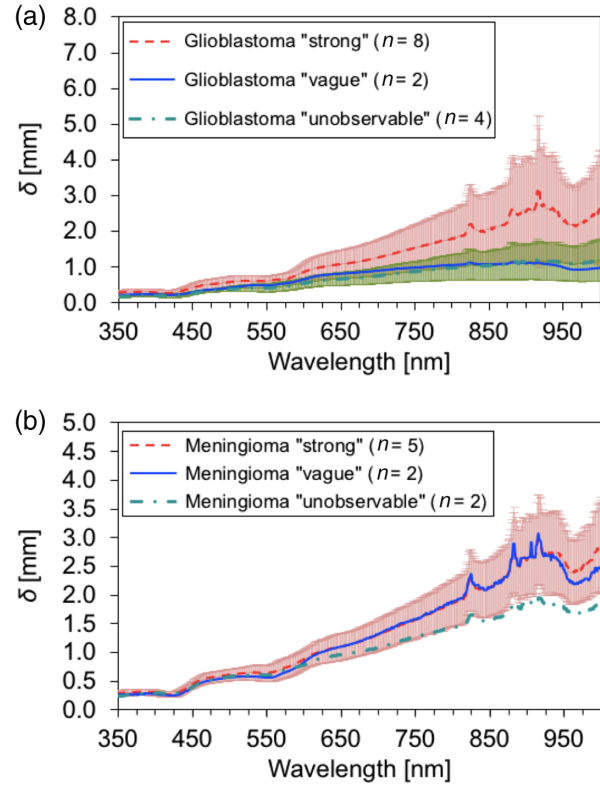 (a)
8.0
7.0
6.0
5.0
4.0
3.0
2.0
1.0
0.0
δ [mm]
Glioblastoma "strong" (n = 8)
Glioblastoma "vague" (n = 2)
Glioblastoma "unobservable" (n = 4)
350 450 550 650 750 850 950
Wavelength [nm]
(b)
5.0
4.5
4.0
3.5
3.0
2.5
2.0
1.5
1.0
0.5
0.0
δ [mm]
Meningioma "strong" (n = 5)
Meningioma "vague" (n = 2)
Meningioma "unobservable" (n = 2)
350 450 550 650 750 850 950
Wavelength [nm]